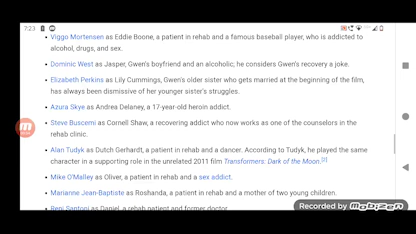 7:23
Viggo Mortensen as Eddie Boone, a patient in rehab and a famous baseball player, who is addicted to
alcohol, drugs, and sex.
Dominic West as Jasper, Gwen's boyfriend and an alcoholic; he considers Gwen's recovery a joke.
Elizabeth Perkins as Lily Cummings, Gwen's older sister who gets married at the beginning of the film,
has always been dismissive of her younger sister's struggles.
Azura Skye as Andrea Delaney, a 17-year-old heroin addict.
Steve Buscemi as Cornell Shaw, a recovering addict who now works as one of the counselors in the
rehab clinic.
Alan Tudyk as Dutch Gerhardt, a patient in rehab and a dancer. According to Tudyk, he played the same
character in a supporting role in the unrelated 2011 film Transformers: Dark of the Moon.[2]
Mike O'Malley as Oliver, a patient in rehab and a sex addict.
Marianne Jean-Baptiste as Roshanda, a patient in rehab and a mother of two young children.
Reni Santoni as Daniel, a rehab patient and former doctor.
Recorded by Mobizen